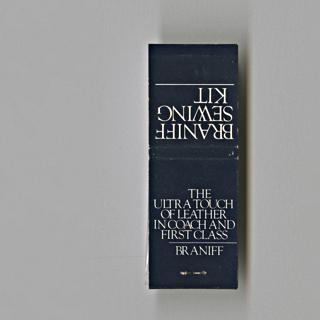 BRANIFF
SEWING
KIT
THE
ULTRA TOUCH
OF LEATHER
IN COACH AND
FIRST CLASS
BRANIFF